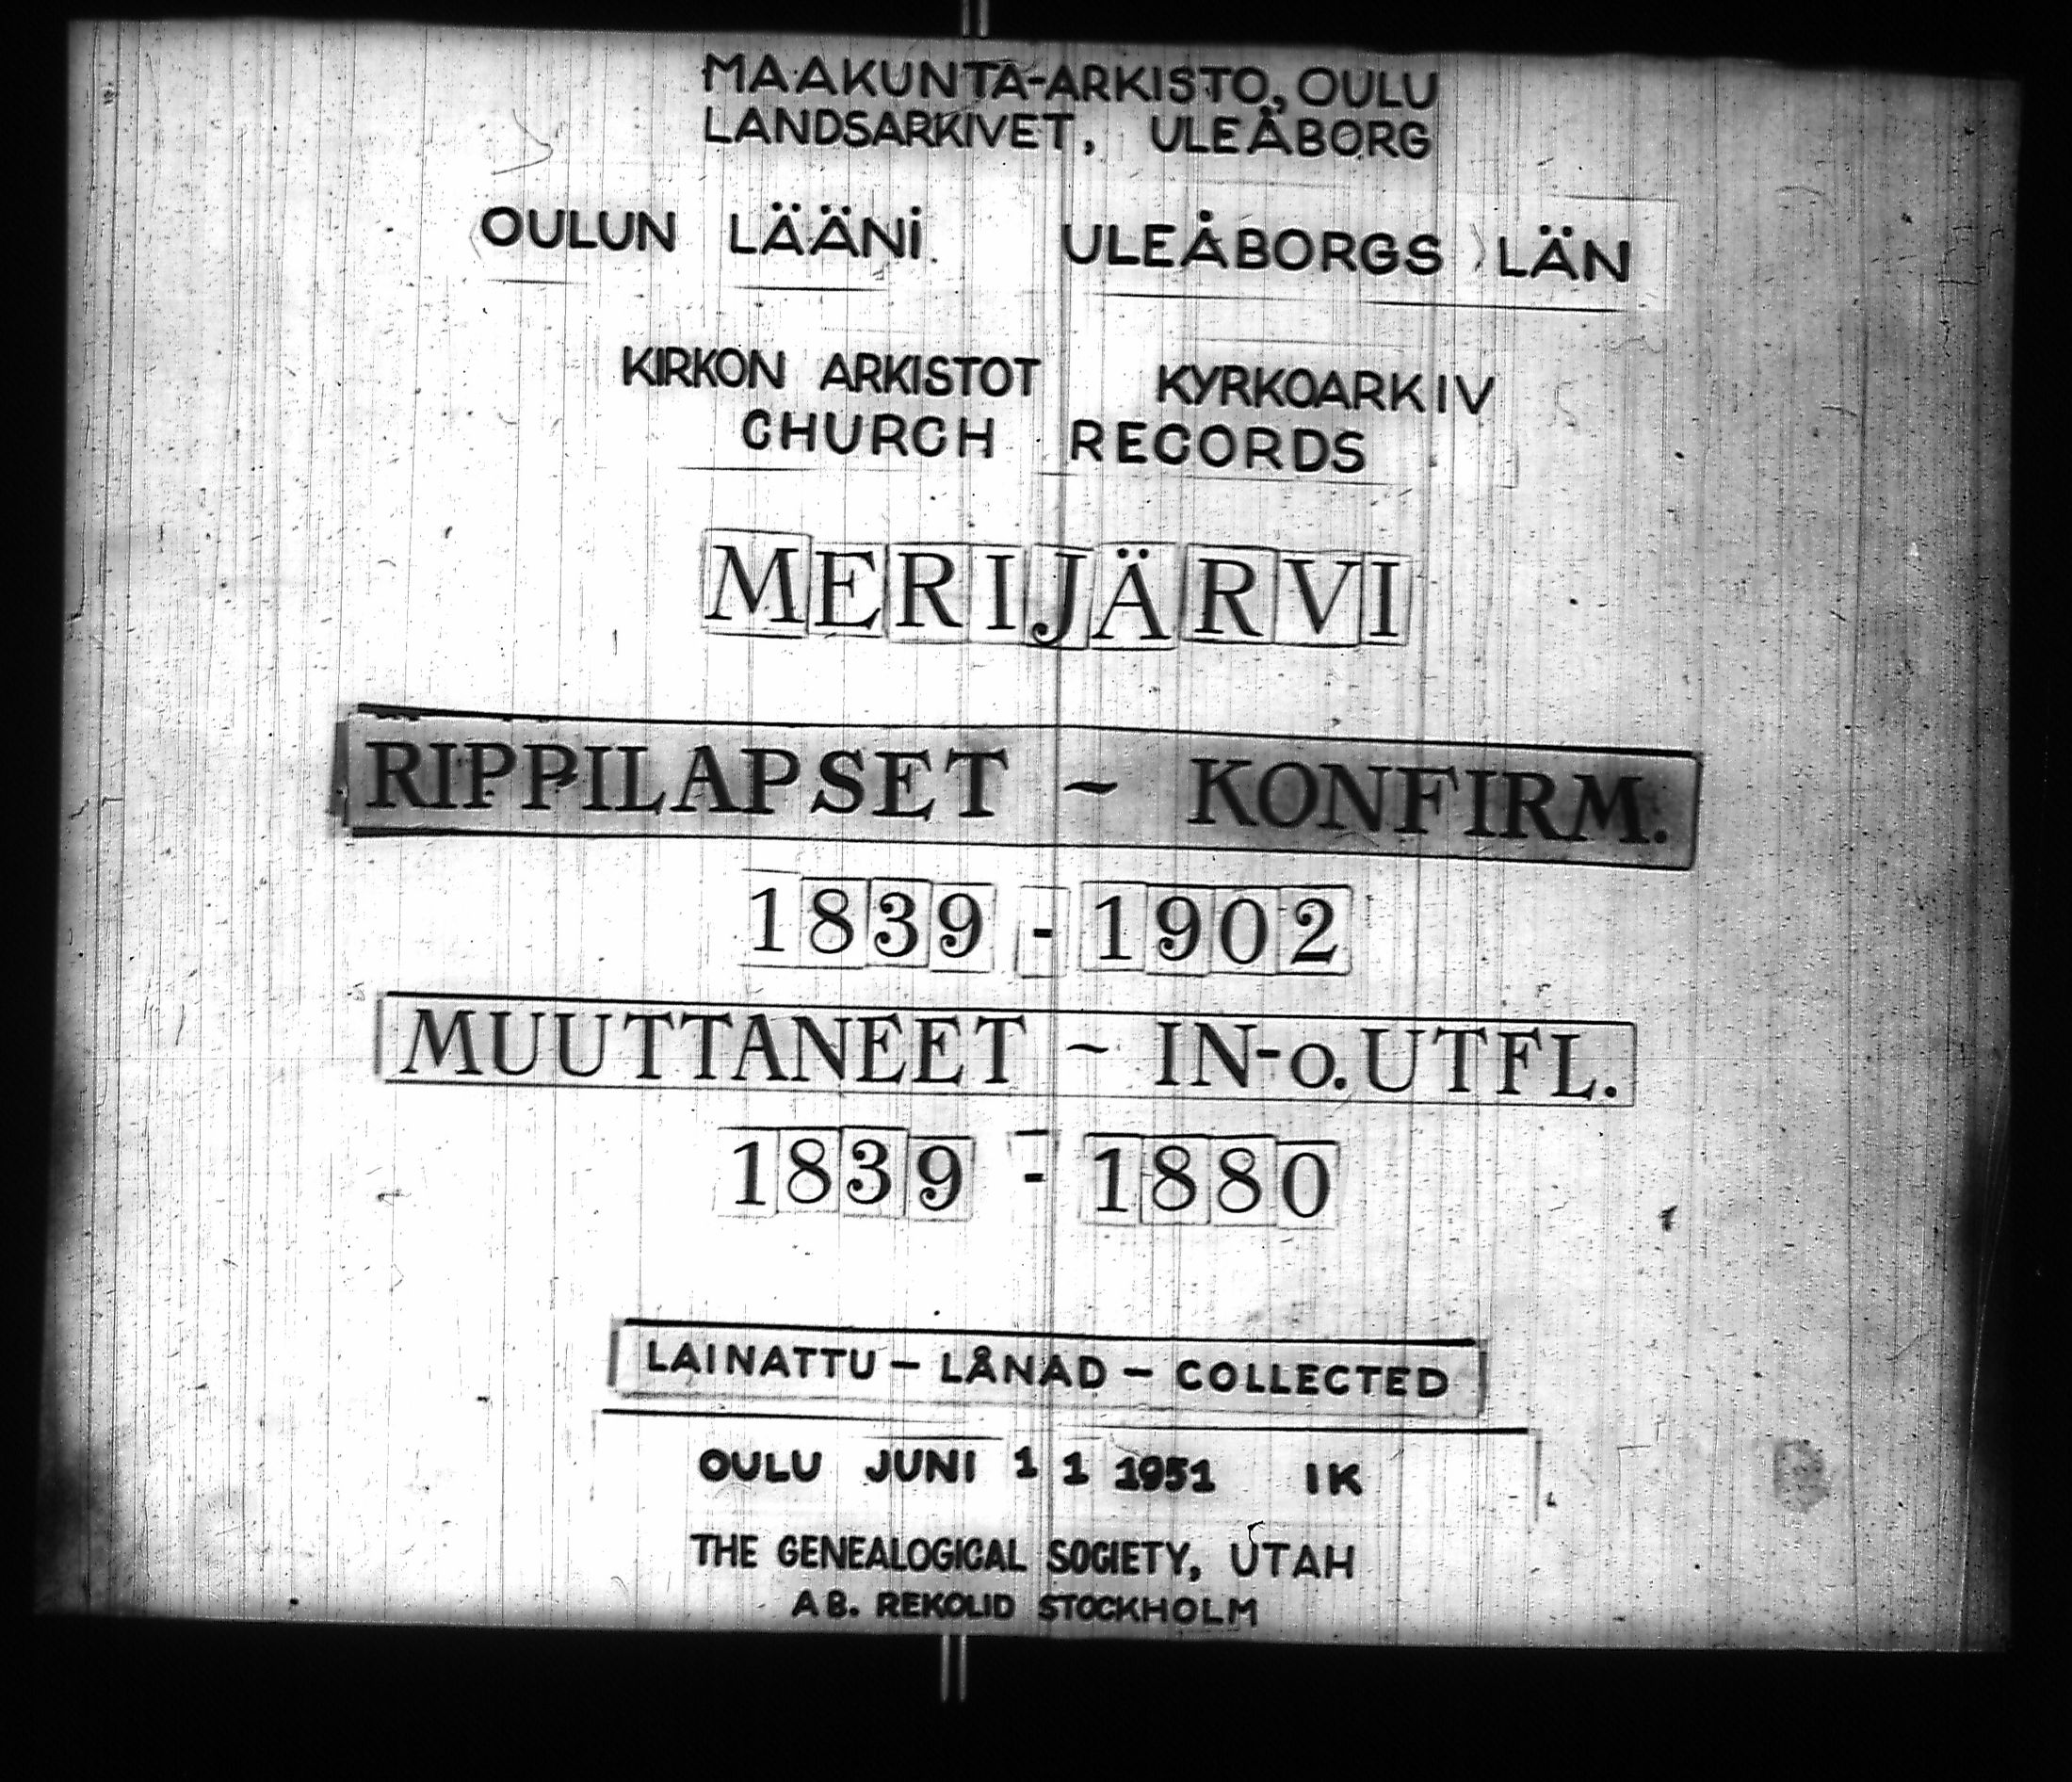 MAAKUNTA-ARKISTO, OULU
LANDSARKIVET, ULEÅBORG
OULUN LÄÄNI. ULEÅBORGS LÄN
KIRKON ARKISTOT KYRKOARKIV
CHURCH RECORDS
MERIJÄRVI
RIPPILAPSET ~ KONFIRM.
1839 - 1902
MUUTTANEET ~ IN-o.UTFL.
1839 - 1880
LAINATTU - LÅNAD - COLLECTED
OULU JUNI 1 1 1951 IK
THE GENEALOGICAL SOCIETY, UTAH
AB. REKOLID STOCKHOLM